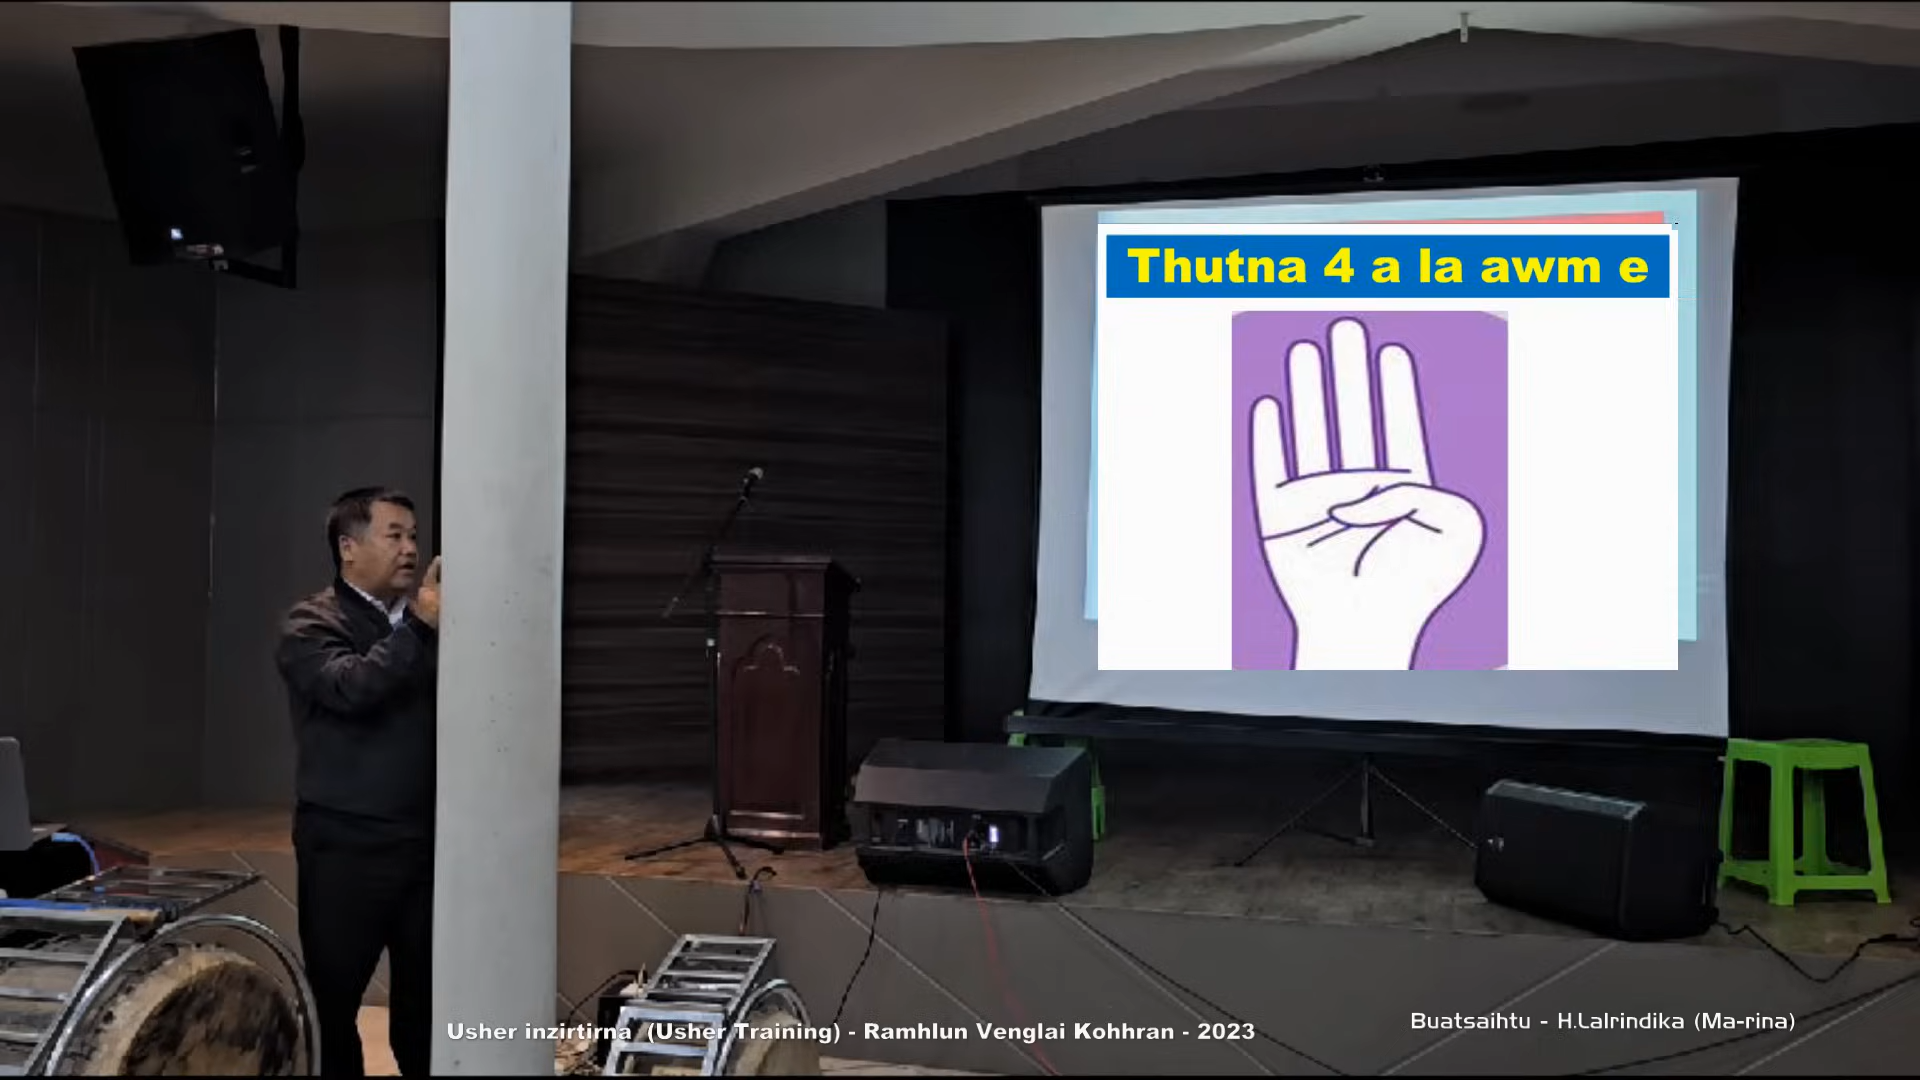 Thutna 4 a la awm e
Usher inzirtirna (Usher Training) - Ramhlun Venglai Kohhran - 2023
Buatsaihtu - H.Lalrindika (Ma-rina)